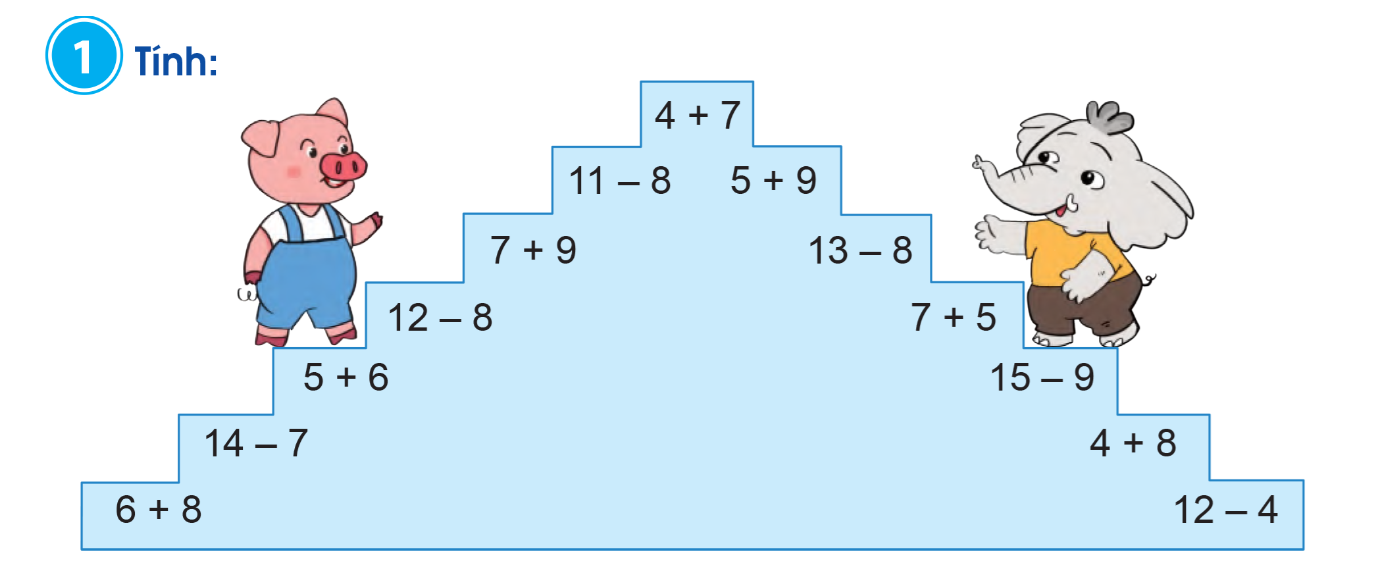 1 Tính:
4 + 7
11 – 8 5 + 9
7 + 9 13 – 8
12 – 8 7 + 5
5 + 6 15 – 9
14 – 7 4 + 8
6 + 8 12 – 4